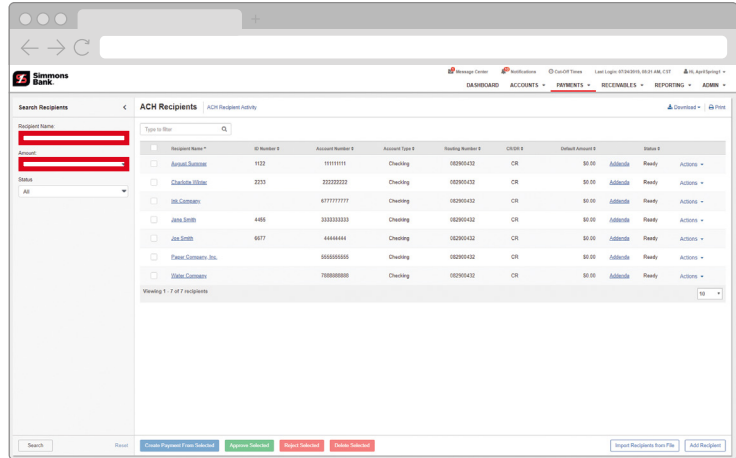 Simmons
Bank.
Message Center Notifications Cut-Off Times Last Login: 07/24/2019, 08:21 AM, CST Hi, AprilSpring1
DASHBOARD ACCOUNTS PAYMENTS RECEIVABLES REPORTING ADMIN
Search Recipients
Recipient Name
Amount
Status
All
Search Reset
ACH Recipients ACH Recipient Activity
Download Print
Type to filter
Recipient Name ID Number Account Number Account Type Routing Number CR/DR Default Amount Status
August Summer 1122 111111111 Checking 082900432 CR $0.00 Addenda Ready Actions
Charlotte Winter 2233 222222222 Checking 082900432 CR $0.00 Addenda Ready Actions
Ink Company 6777777777 Checking 082900432 CR $0.00 Addenda Ready Actions
Jane Smith 4455 3333333333 Checking 082900432 CR $0.00 Addenda Ready Actions
Joe Smith 6677 44444444 Checking 082900432 CR $0.00 Addenda Ready Actions
Paper Company, Inc. 5555555555 Checking 082900432 CR $0.00 Addenda Ready Actions
Water Company Checking 082900432 CR $0.00 Addenda Ready Actions
Viewing 1 - 7 of 7 recipients
10
Create Payment From Selected Approve Selected Reject Selected Delete Selected
Import Recipients from File Add Recipient